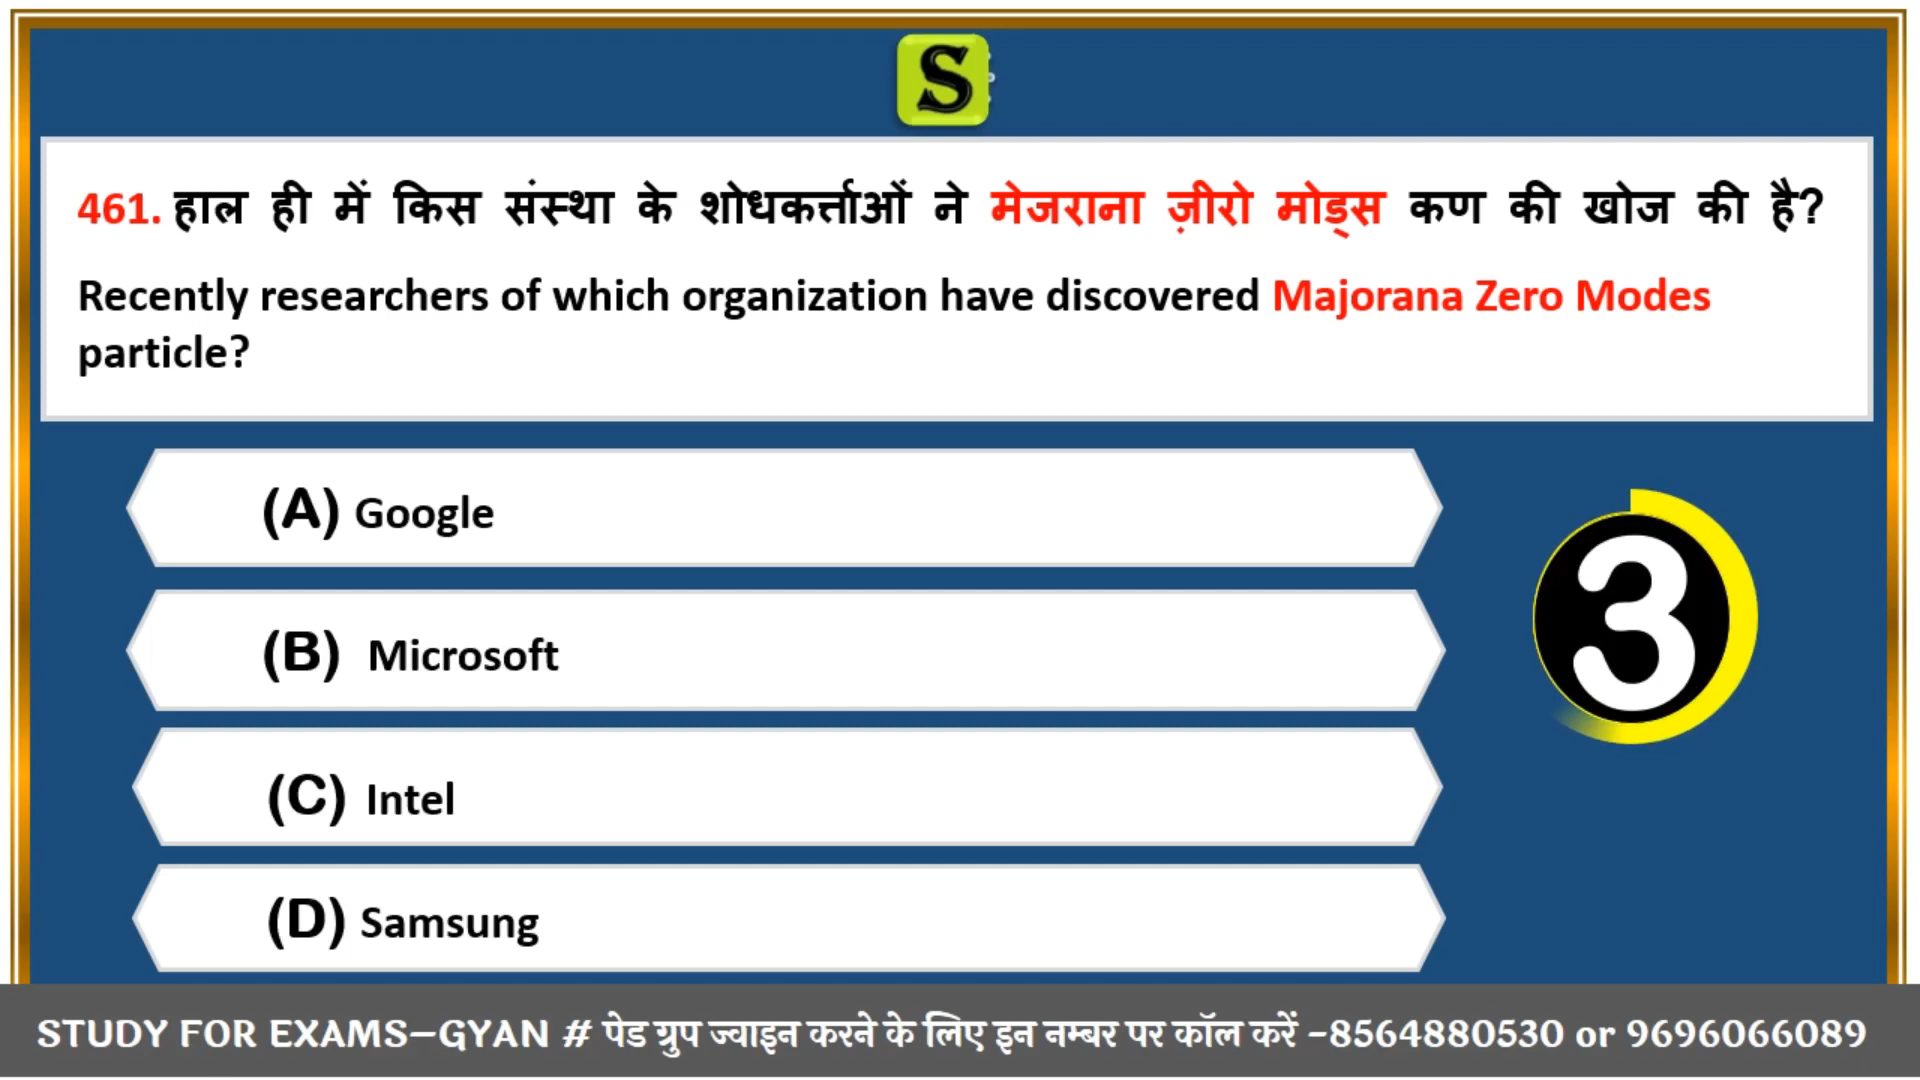 S
461. हाल ही में किस संस्था के शोधकर्त्ताओं ने मेजराना ज़ीरो मोड्स कण की खोज की है?
Recently researchers of which organization have discovered Majorana Zero Modes
particle?
(A) Google
(B) Microsoft
3
(C) Intel
(D) Samsung
STUDY FOR EXAMS–GYAN # पेड ग्रुप ज्वाइन करने के लिए इन नम्बर पर कॉल करें –8564880530 or 9696066089